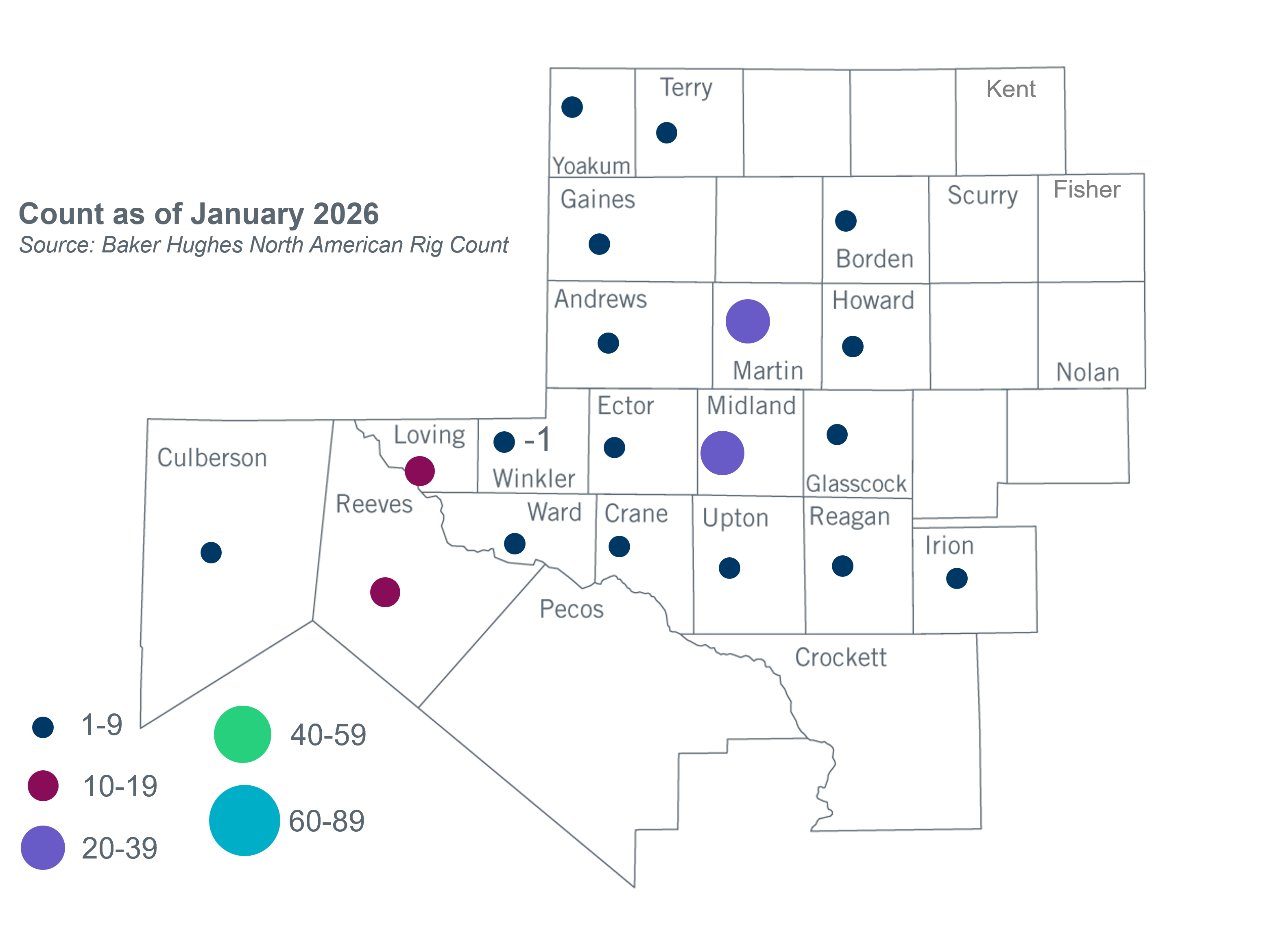 Terry
Kent
Yoakum
Count as of January 2026
Source: Baker Hughes North American Rig Count
Gaines
Scurry
Fisher
Borden
Andrews
Howard
Martin
Nolan
Culberson
Loving
-1
Winkler
Ector
Midland
Glasscock
Reeves
Ward
Crane
Upton
Reagan
Irion
Pecos
Crockett
1-9
40-59
10-19
60-89
20-39